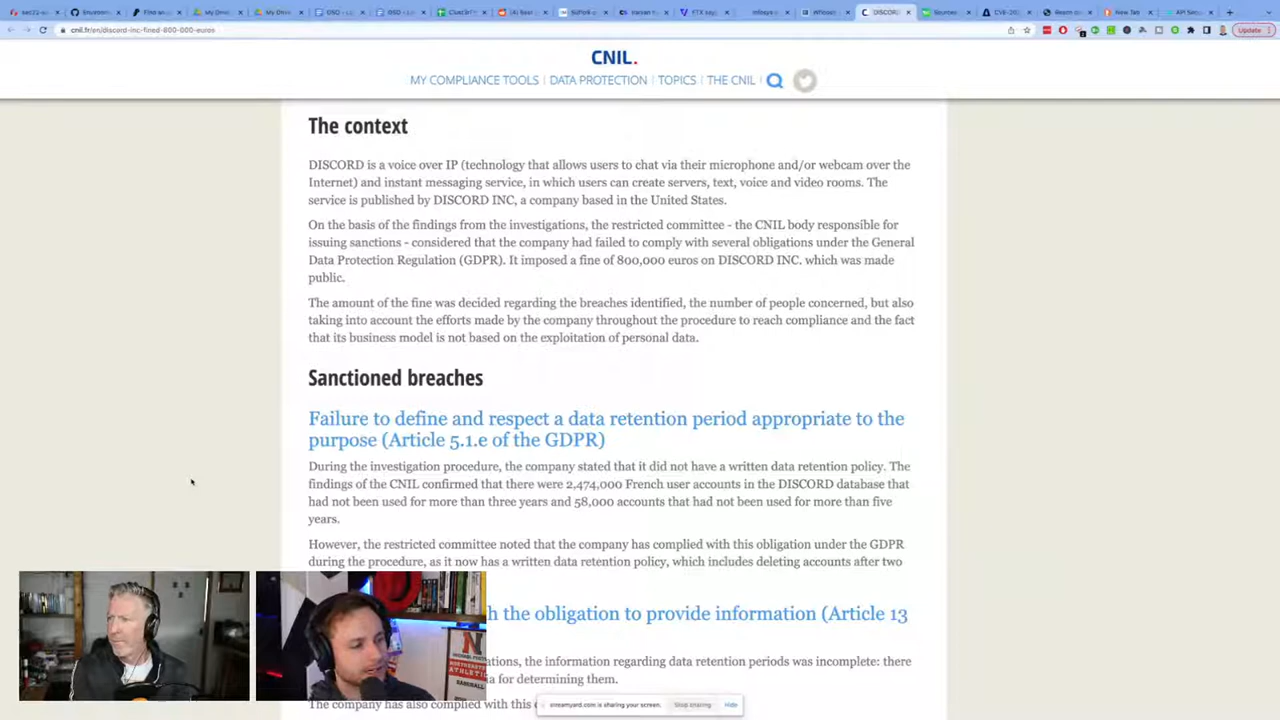 My Driv
My Driv
cnil.fr/en/discord-inc-fined-800-000-euros
Update
CNIL.
MY COMPLIANCE TOOLS | DATA PROTECTION | TOPICS | THE CNIL
The context
DISCORD is a voice over IP (technology that allows users to chat via their microphone and/or webcam over the
Internet) and instant messaging service, in which users can create servers, text, voice and video rooms. The
service is published by DISCORD INC, a company based in the United States.
On the basis of the findings from the investigations, the restricted committee - the CNIL body responsible for
issuing sanctions - considered that the company had failed to comply with several obligations under the General
Data Protection Regulation (GDPR). It imposed a fine of 800,000 euros on DISCORD INC. which was made
public.
The amount of the fine was decided regarding the breaches identified, the number of people concerned, but also
taking into account the efforts made by the company throughout the procedure to reach compliance and the fact
that its business model is not based on the exploitation of personal data.
Sanctioned breaches
Failure to define and respect a data retention period appropriate to the
purpose (Article 5.1.e of the GDPR)
During the investigation procedure, the company stated that it did not have a written data retention policy. The
findings of the CNIL confirmed that there were 2,474,000 French user accounts in the DISCORD database that
had not been used for more than three years and 58,000 accounts that had not been used for more than five
years.
However, the restricted committee noted that the company has complied with this obligation under the GDPR
during the procedure, as it now has a written data retention policy, which includes deleting accounts after two
h the obligation to provide information (Article 13
ations, the information regarding data retention periods was incomplete: there
a for determining them.
The company has also complied with this
streamyard.com is sharing your screen.
Stop sharing
Hide
NORTHEASTERN
ATHLETICS
BASEBALL